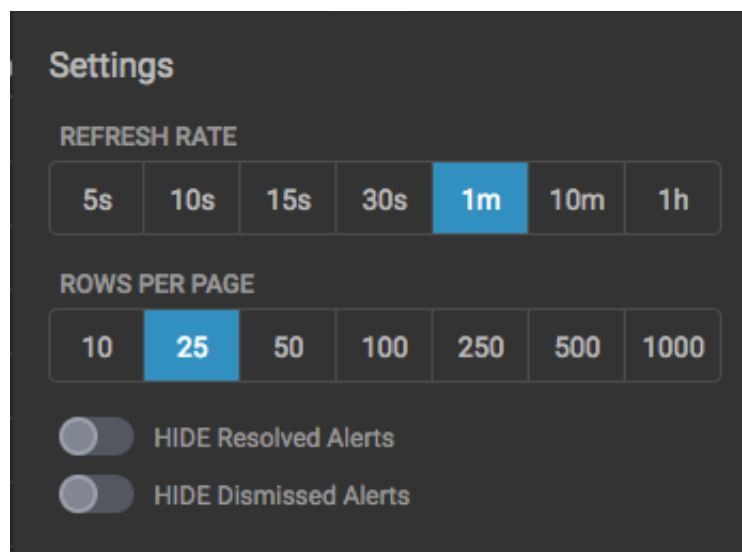 Settings
REFRESH RATE
5s 10s 15s 30s 1m 10m 1h
ROWS PER PAGE
10 25 50 100 250 500 1000
HIDE Resolved Alerts
HIDE Dismissed Alerts